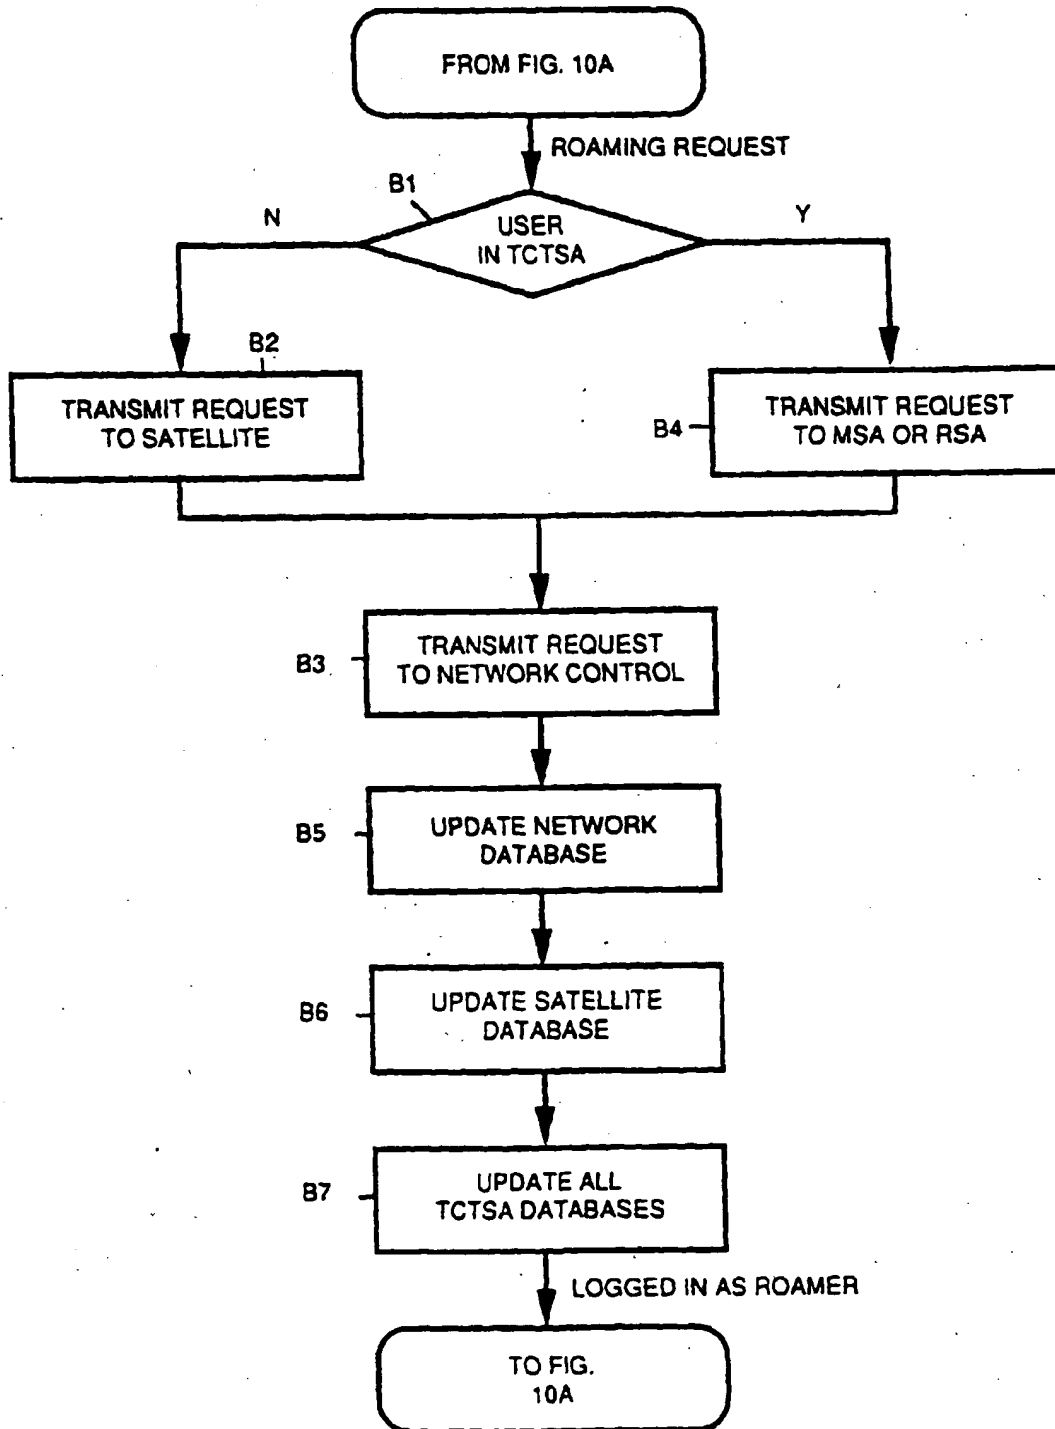 FROM FIG. 10A
ROAMING REQUEST
B1
N
USER
IN TCTSA
Y
B2
TRANSMIT REQUEST
TO SATELLITE
B4
TRANSMIT REQUEST
TO MSA OR RSA
B3
TRANSMIT REQUEST
TO NETWORK CONTROL
B5
UPDATE NETWORK
DATABASE
B6
UPDATE SATELLITE
DATABASE
B7
UPDATE ALL
TCTSA DATABASES
LOGGED IN AS ROAMER
TO FIG.
10A